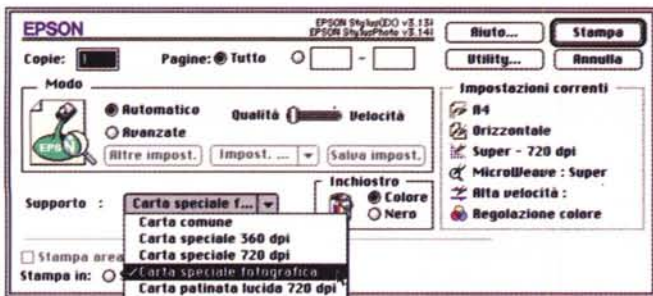 EPSON
EPSON Stylus(DO) v3.13i
EPSON StylusPhoto v3.14i
Aiuto...
Stampa
Copie: 1
Pagine: Tutto
-
Utility...
Annulla
Modo
Automatico
Avanzate
Qualità
Velocità
Altre impost.
Impost. ...
Salva impost.
Impostazioni correnti
A4
Orizzontale
Super - 720 dpi
MicroWeave : Super
Alta velocità :
Regolazione colore
Supporto :
Carta speciale f...
Inchiostro
Colore
Nero
Carta comune
Carta speciale 360 dpi
Carta speciale 720 dpi
✓Carta speciale fotografica
Carta patinata lucida 720 dpi
Stampa area
Stampa in: